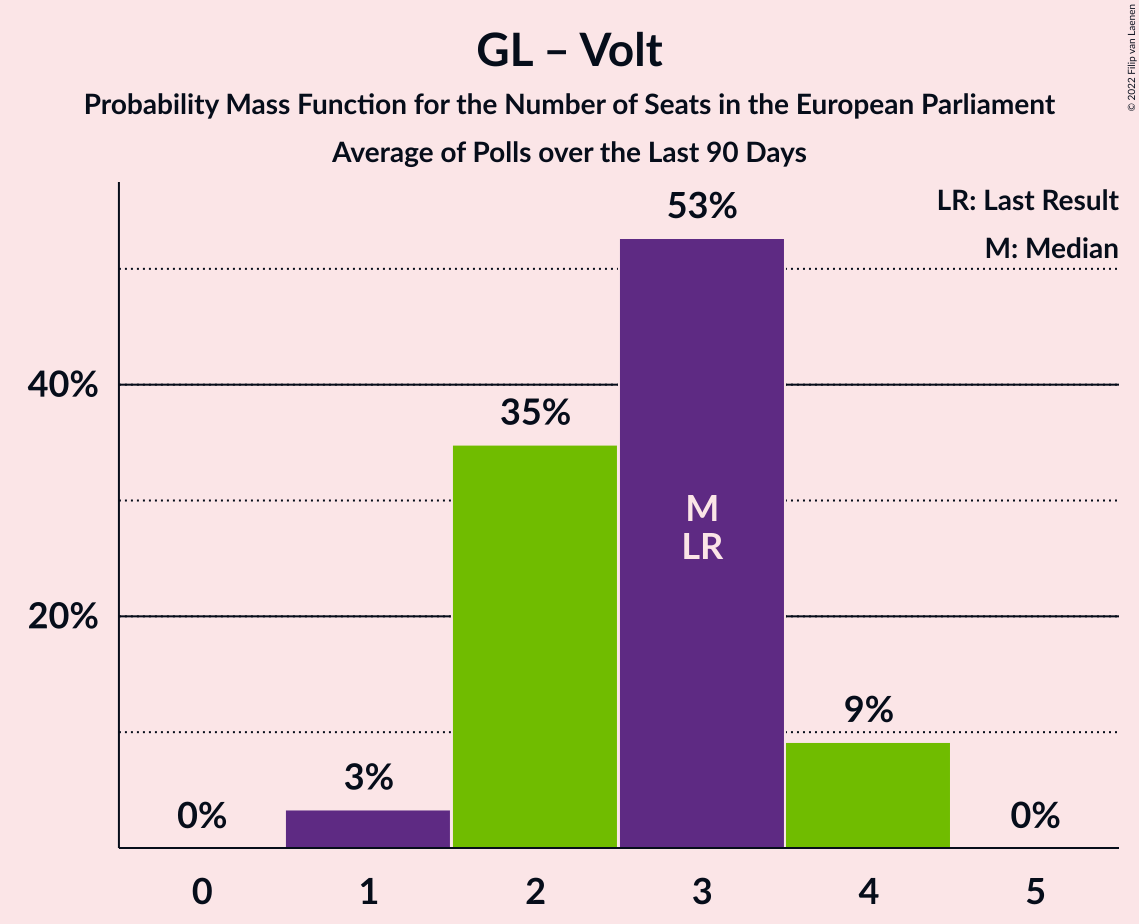 GL – Volt
Probability Mass Function for the Number of Seats in the European Parliament
Average of Polls over the Last 90 Days
© 2022 Filip van Laenen
LR: Last Result
M: Median
53%
40%
35%
M
LR
20%
9%
3%
0%
0%
0 1 2 3 4 5